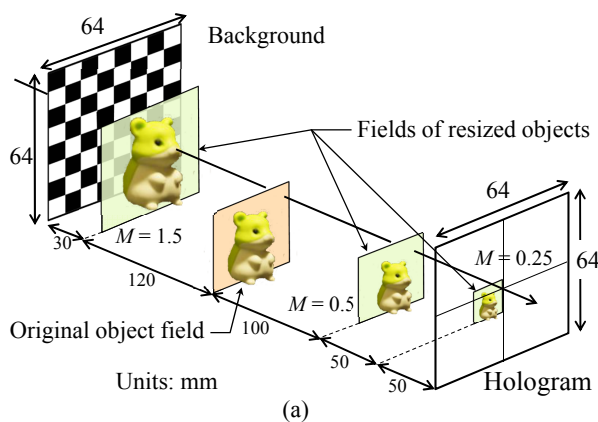 64
Background
64
Fields of resized objects
64
M = 0.25
64
30
M = 1.5
120
M = 0.5
Original object field
100
50
50
Units: mm
Hologram
(a)